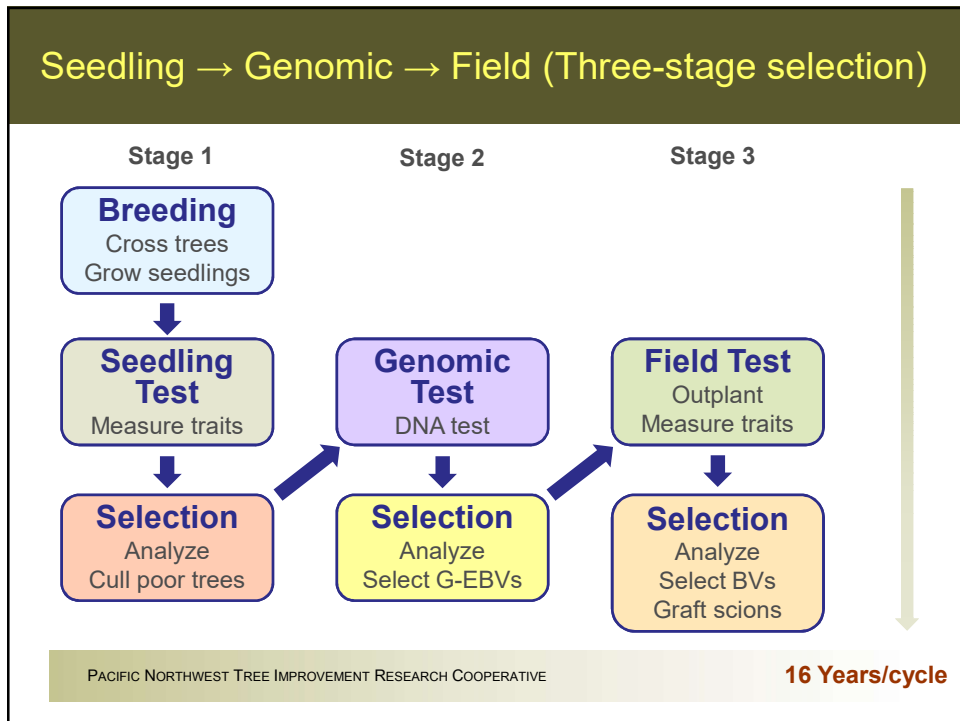 Seedling → Genomic → Field (Three-stage selection)
Stage 1
Breeding
Cross trees
Grow seedlings
Seedling
Test
Measure traits
Selection
Analyze
Cull poor trees
Stage 2
Genomic
Test
DNA test
Selection
Analyze
Select G-EBVs
Stage 3
Field Test
Outplant
Measure traits
Selection
Analyze
Select BVs
Graft scions
PACIFIC NORTHWEST TREE IMPROVEMENT RESEARCH COOPERATIVE
16 Years/cycle